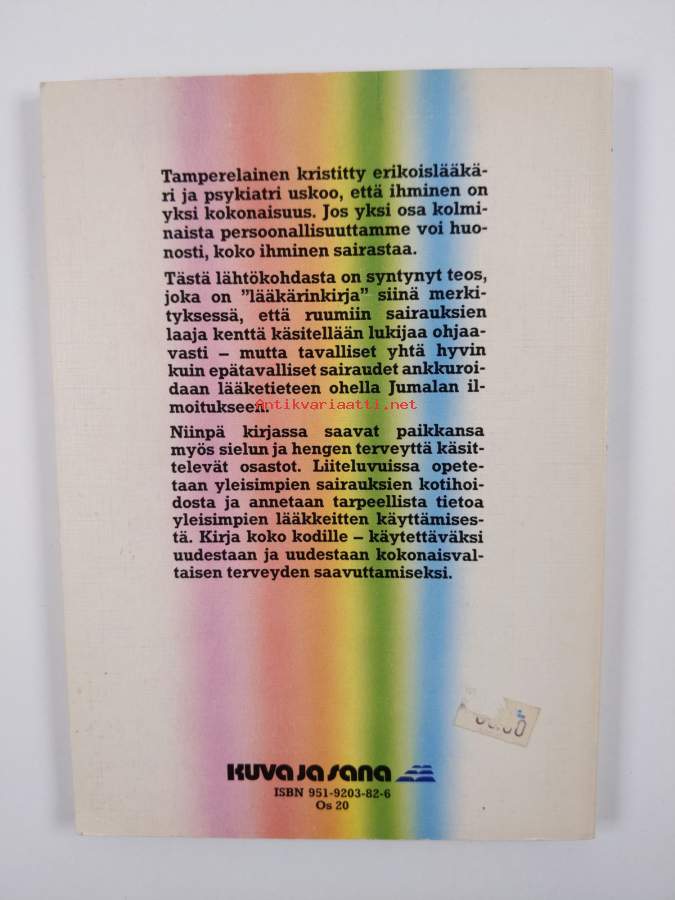 Tamperelainen kristitty erikoislääkä-
ri ja psykiatri uskoo, että ihminen on
yksi kokonaisuus. Jos yksi osa kolmi-
naista persoonallisuuttamme voi huo-
nosti, koko ihminen sairastaa.
Tästä lähtökohdasta on syntynyt teos,
joka on ”lääkärinkirja” siinä merki-
tyksessä, että ruumiin sairauksien
laaja kenttä käsitellään lukijaa ohjaa-
vasti – mutta tavalliset yhtä hyvin
kuin epätavalliset sairaudet ankkuroi-
daan lääketieteen ohella Jumalan il-
moitukseen.
Antikvariaatti.net
Niinpä kirjassa saavat paikkansa
myös sielun ja hengen terveyttä käsit-
televät osastot. Liiteluvuissa opete-
taan yleisimpien sairauksien kotihoi-
dosta ja annetaan tarpeellista tietoa
yleisimpien lääkkeitten käyttämises-
tä. Kirja koko kodille – käytettäväksi
uudestaan ja uudestaan kokonaisval-
taisen terveyden saavuttamiseksi.
kuva ja sana
ISBN 951-9203-82-6
Os 20